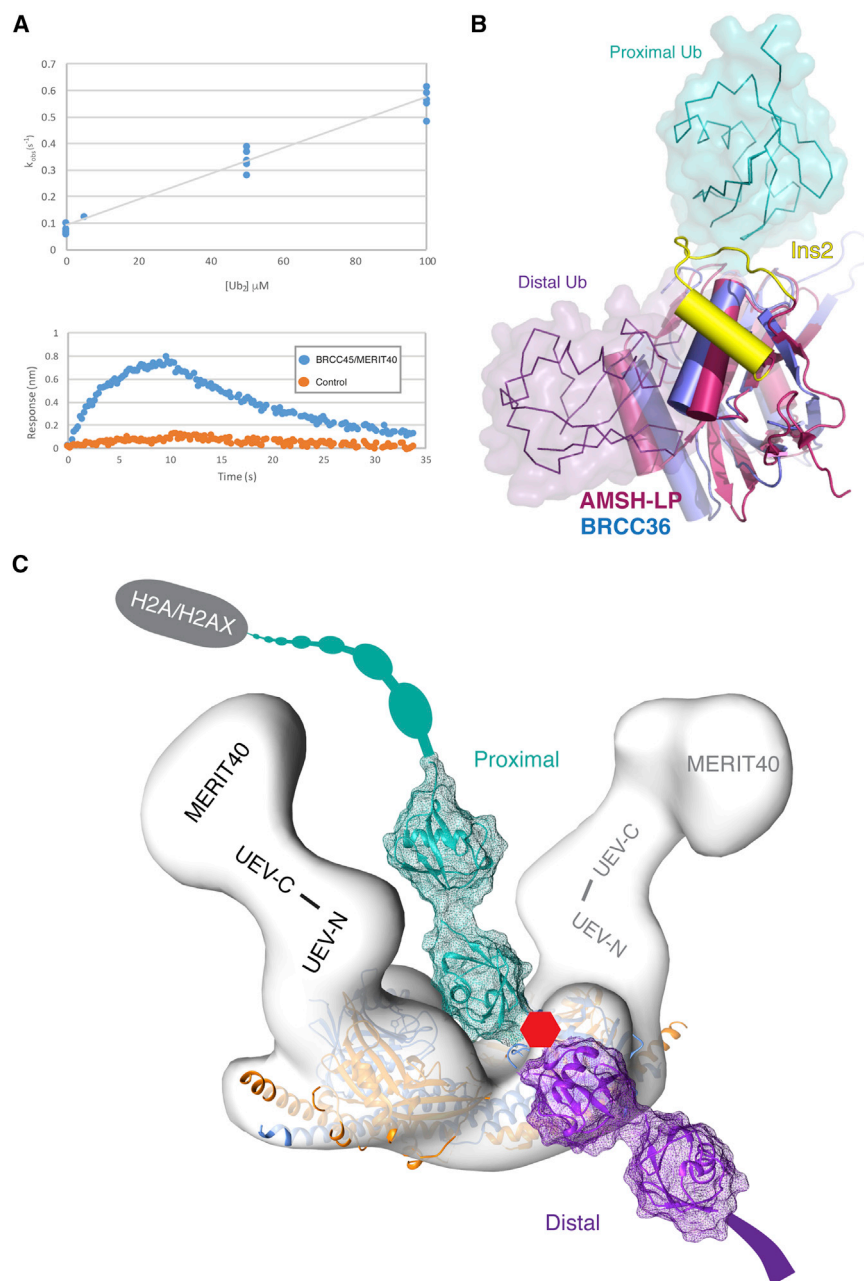 A
k_obs(s⁻¹)
0.7
0.6
0.5
0.4
0.3
0.2
0.1
0
0 20 40 60 80 100
[Ub₂] μM
Response (nm)
1
0.8
0.6
0.4
0.2
0
BRCC45/MERIT40
Control
0 5 10 15 20 25 30 35
Time (s)
B
Proximal Ub
Ins2
Distal Ub
AMSH-LP
BRCC36
C
H2A/H2AX
Proximal
MERIT40
UEV-C
UEV-N
MERIT40
UEV-C
UEV-N
Distal